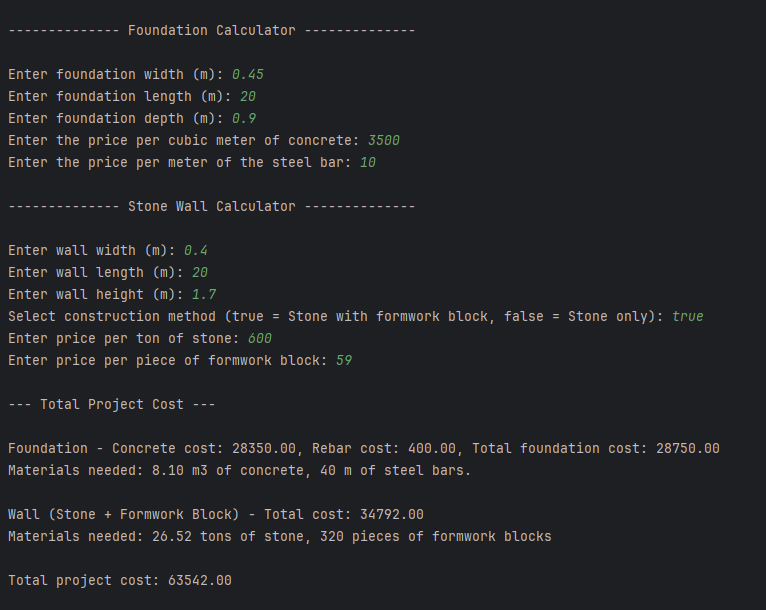 -------------- Foundation Calculator --------------
Enter foundation width (m): 0.45
Enter foundation length (m): 20
Enter foundation depth (m): 0.9
Enter the price per cubic meter of concrete: 3500
Enter the price per meter of the steel bar: 10
-------------- Stone Wall Calculator --------------
Enter wall width (m): 0.4
Enter wall length (m): 20
Enter wall height (m): 1.7
Select construction method (true = Stone with formwork block, false = Stone only): true
Enter price per ton of stone: 600
Enter price per piece of formwork block: 59
--- Total Project Cost ---
Foundation - Concrete cost: 28350.00, Rebar cost: 400.00, Total foundation cost: 28750.00
Materials needed: 8.10 m3 of concrete, 40 m of steel bars.
Wall (Stone + Formwork Block) - Total cost: 34792.00
Materials needed: 26.52 tons of stone, 320 pieces of formwork blocks
Total project cost: 63542.00